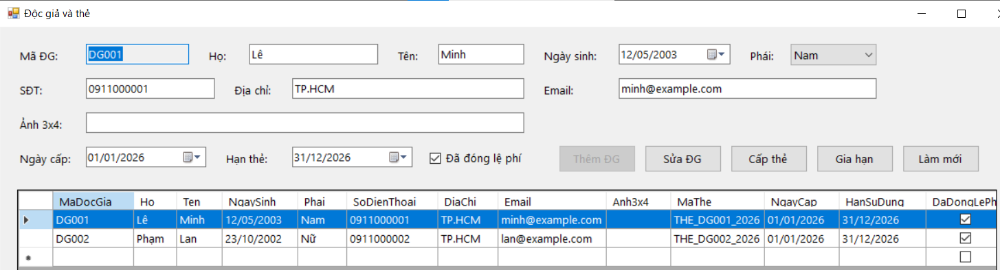 Độc giả và thẻ
Mã ĐG: DG001 Họ: Lê Tên: Minh Ngày sinh: 12/05/2003 Phái: Nam
SĐT: 0911000001 Địa chỉ: TP.HCM Email: minh@example.com
Ảnh 3x4:
Ngày cấp: 01/01/2026 Hạn thẻ: 31/12/2026 Đã đóng lệ phí Thêm ĐG Sửa ĐG Cấp thẻ Gia hạn Làm mới
MaDocGia Ho Ten NgaySinh Phai SoDienThoai DiaChi Email Anh3x4 MaThe NgayCap HanSuDung DaDongLePh
DG001 Lê Minh 12/05/2003 Nam 0911000001 TP.HCM minh@example.com THE_DG001_2026 01/01/2026 31/12/2026
DG002 Phạm Lan 23/10/2002 Nữ 0911000002 TP.HCM lan@example.com THE_DG002_2026 01/01/2026 31/12/2026